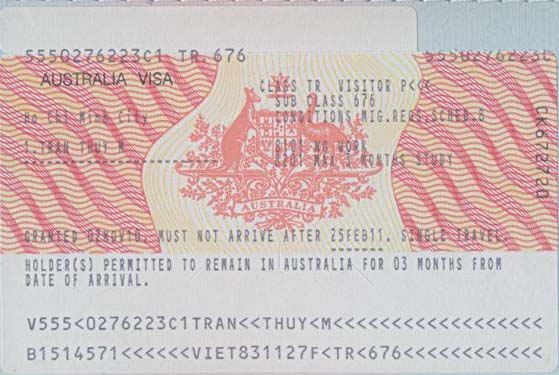 5550276223C1 TR.676
AUSTRALIA VISA
CLASS TR VISITOR P<<<
SUB CLASS 676
Ho Chi Minh City
CONDITIONS MIG.REGS.SCHED.8
1.TRAN THUY M
8101 NO WORK
8201 MAX 3 MONTHS STUDY
CK672720
AUSTRALIA
GRANTED 02NOV10. MUST NOT ARRIVE AFTER 25FEB11. SINGLE TRAVEL
HOLDER(S) PERMITTED TO REMAIN IN AUSTRALIA FOR 03 MONTHS FROM
DATE OF ARRIVAL.
V555<0276223C1TRAN<<THUY<M<<<<<<<<<<<<<<<<<<
B1514571<<<<<<VIET831127F<TR<676<<<<<<<<<<<<